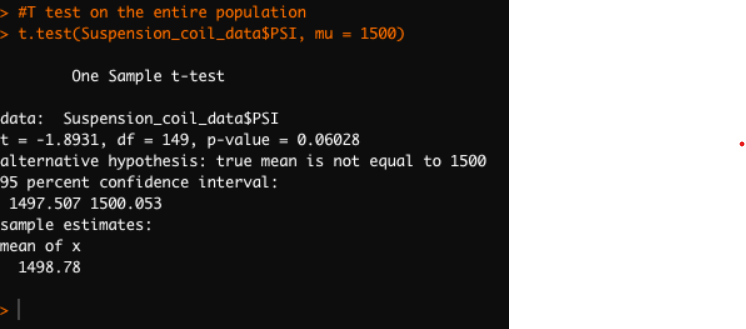 > #T test on the entire population
> t.test(Suspension_coil_data$PSI, mu = 1500)
One Sample t-test
data:  Suspension_coil_data$PSI
t = -1.8931, df = 149, p-value = 0.06028
alternative hypothesis: true mean is not equal to 1500
95 percent confidence interval:
1497.507 1500.053
sample estimates:
mean of x
1498.78
>